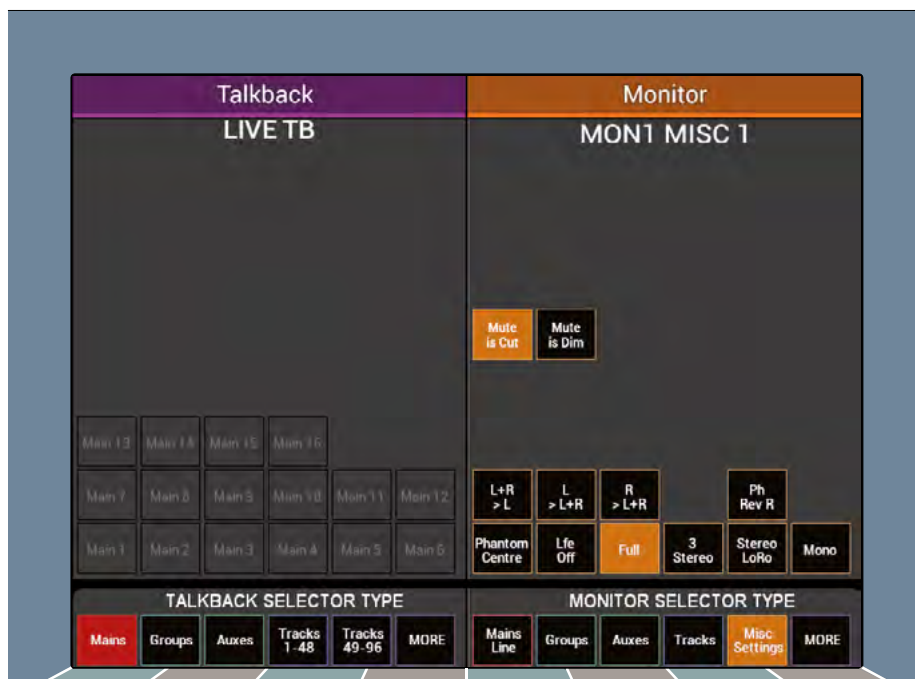 Talkback
Monitor
LIVE TB
MON1 MISC 1
Mute
is Cut
Mute
is Dim
Main 13 Main 14 Main 15 Main 16
Main 7 Main 8 Main 9 Main 10 Main 11 Main 12
Main 1 Main 2 Main 3 Main 4 Main 5 Main 6
L+R
>L
L
>L+R
R
>L+R
Ph
Rev R
Phantom
Centre
Lfe
Off
Full
3
Stereo
Stereo
LoRo
Mono
TALKBACK SELECTOR TYPE
Mains
Groups
Auxes
Tracks
1-48
Tracks
49-96
MORE
MONITOR SELECTOR TYPE
Mains
Line
Groups
Auxes
Tracks
Misc
Settings
MORE